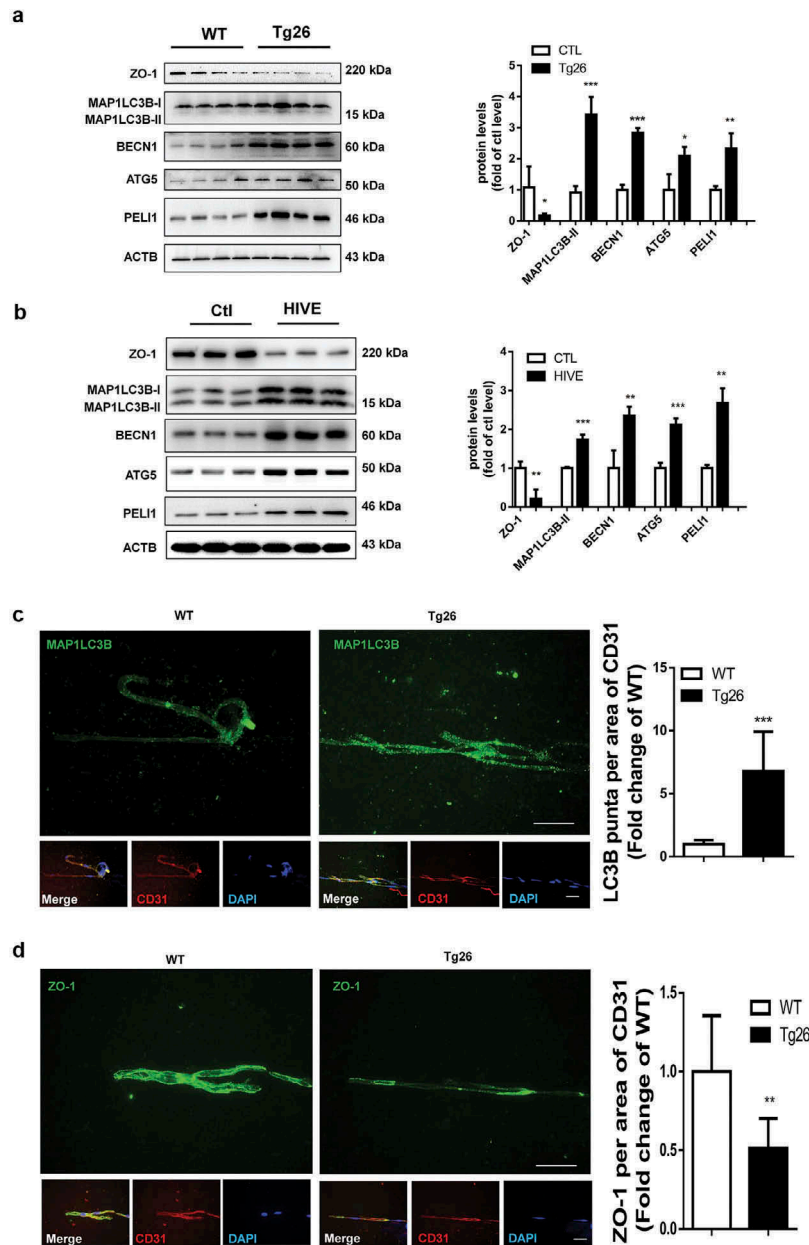 a
WT Tg26
ZO-1 220 kDa
MAP1LC3B-I
MAP1LC3B-II 15 kDa
BECN1 60 kDa
ATG5 50 kDa
PELI1 46 kDa
ACTB 43 kDa
protein levels
(fold of ctl level)
CTL
Tg26
5
4
3
2
1
0
* *** *** * **
ZO-1 MAP1LC3B-II BECN1 ATG5 PELI1
b
Ctl HIVE
ZO-1 220 kDa
MAP1LC3B-I
MAP1LC3B-II 15 kDa
BECN1 60 kDa
ATG5 50 kDa
PELI1 46 kDa
ACTB 43 kDa
protein levels
(fold of ctl level)
CTL
HIVE
4
3
2
1
0
** *** ** *** **
ZO-1 MAP1LC3B-II BECN1 ATG5 PELI1
c
WT Tg26
MAP1LC3B MAP1LC3B
Merge CD31 DAPI Merge CD31 DAPI
LC3B punta per area of CD31
(Fold change of WT)
WT
Tg26
15
10
5
0
***
d
WT Tg26
ZO-1 ZO-1
Merge CD31 DAPI Merge CD31 DAPI
ZO-1 per area of CD31
(Fold change of WT)
WT
Tg26
1.5
1.0
0.5
0.0
**